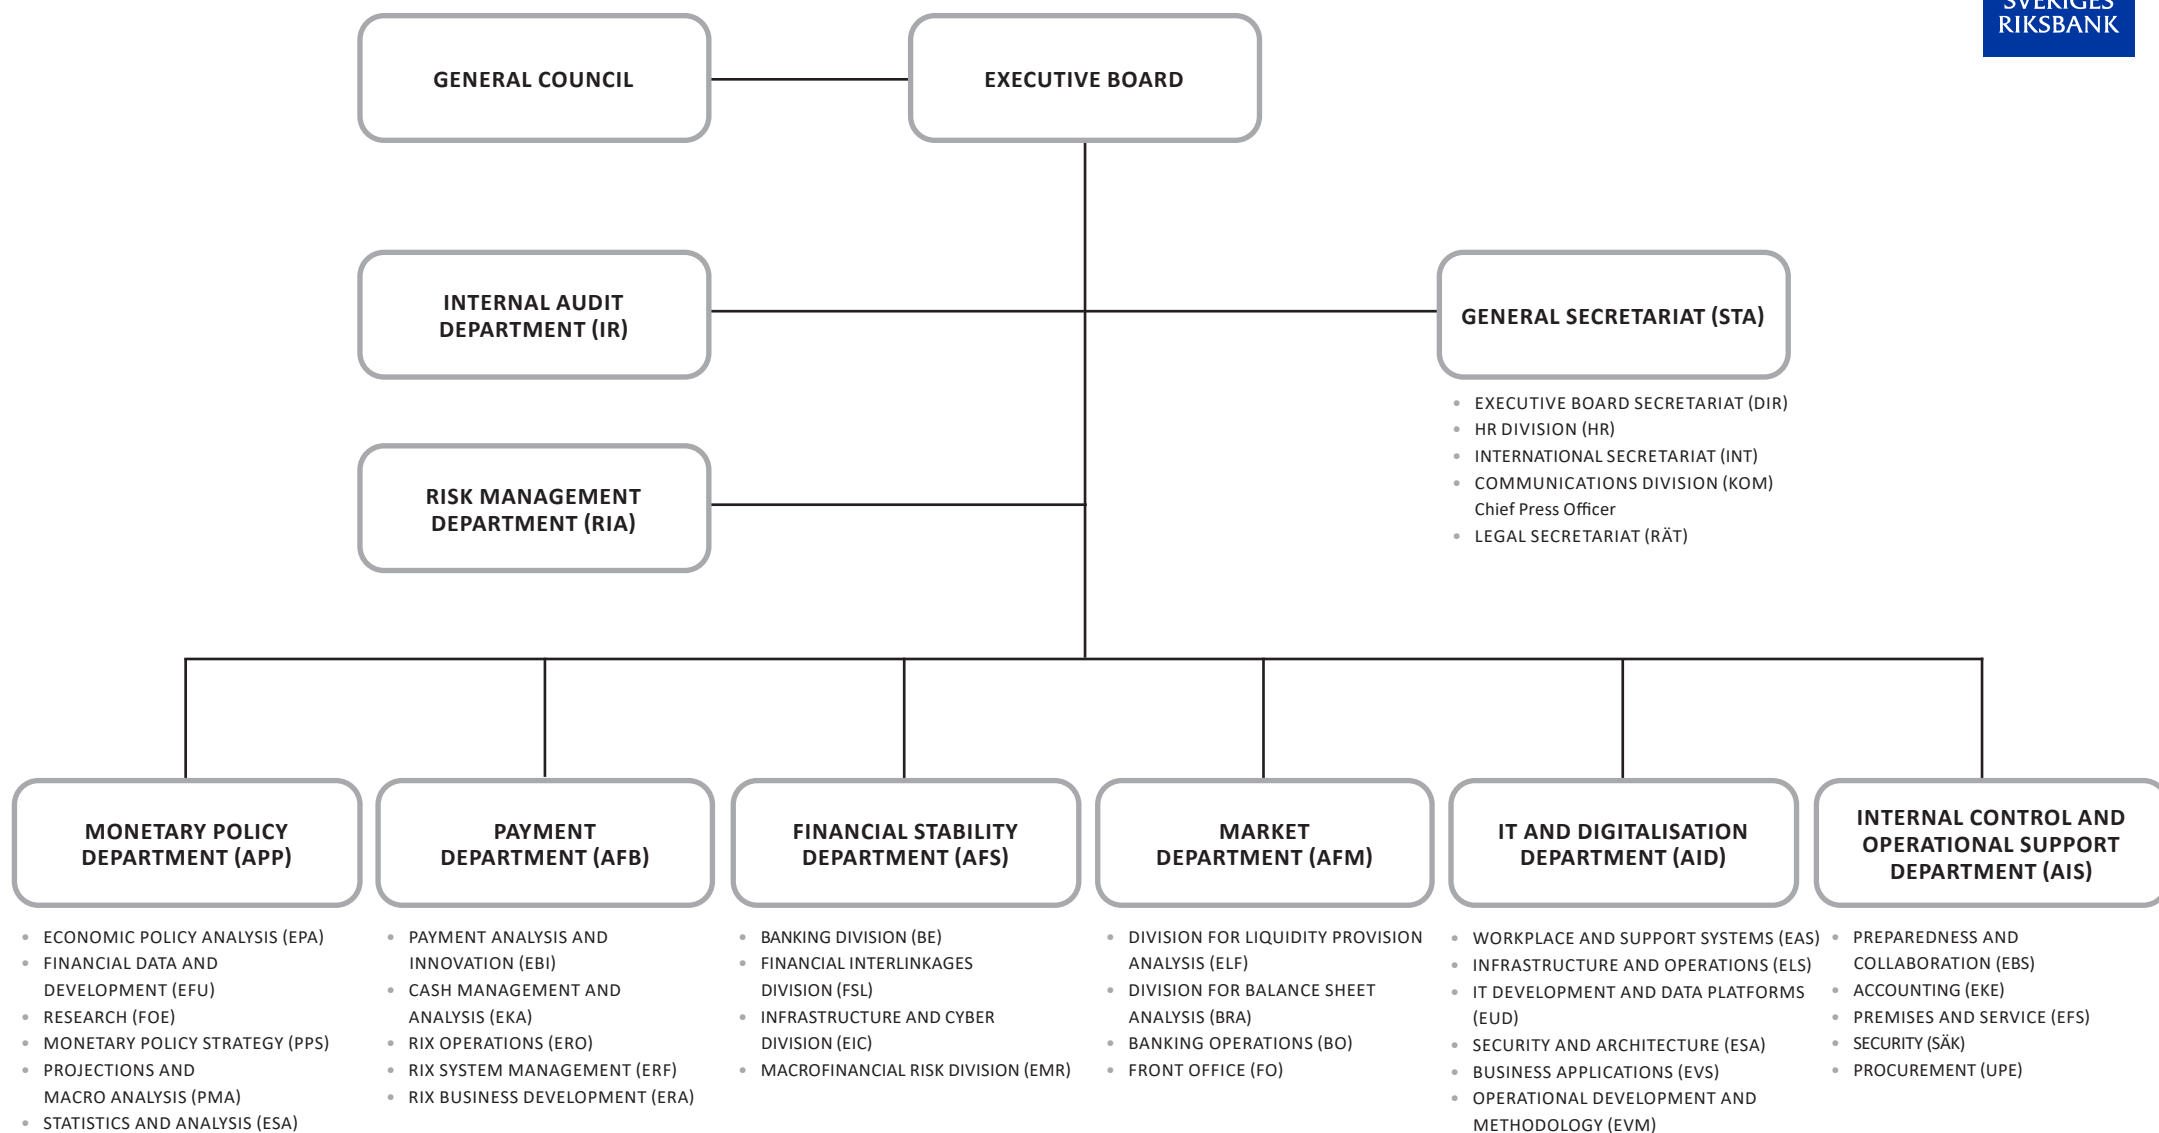 SVERIGES
RIKSBANK
GENERAL COUNCIL
EXECUTIVE BOARD
INTERNAL AUDIT
DEPARTMENT (IR)
GENERAL SECRETARIAT (STA)
• EXECUTIVE BOARD SECRETARIAT (DIR)
• HR DIVISION (HR)
• INTERNATIONAL SECRETARIAT (INT)
• COMMUNICATIONS DIVISION (KOM)
Chief Press Officer
• LEGAL SECRETARIAT (RÄT)
RISK MANAGEMENT
DEPARTMENT (RIA)
MONETARY POLICY
DEPARTMENT (APP)
• ECONOMIC POLICY ANALYSIS (EPA)
• FINANCIAL DATA AND
DEVELOPMENT (EFU)
• RESEARCH (FOE)
• MONETARY POLICY STRATEGY (PPS)
• PROJECTIONS AND
MACRO ANALYSIS (PMA)
• STATISTICS AND ANALYSIS (ESA)
PAYMENT
DEPARTMENT (AFB)
• PAYMENT ANALYSIS AND
INNOVATION (EBI)
• CASH MANAGEMENT AND
ANALYSIS (EKA)
• RIX OPERATIONS (ERO)
• RIX SYSTEM MANAGEMENT (ERF)
• RIX BUSINESS DEVELOPMENT (ERA)
FINANCIAL STABILITY
DEPARTMENT (AFS)
• BANKING DIVISION (BE)
• FINANCIAL INTERLINKAGES
DIVISION (FSL)
• INFRASTRUCTURE AND CYBER
DIVISION (EIC)
• MACROFINANCIAL RISK DIVISION (EMR)
MARKET
DEPARTMENT (AFM)
• DIVISION FOR LIQUIDITY PROVISION
ANALYSIS (ELF)
• DIVISION FOR BALANCE SHEET
ANALYSIS (BRA)
• BANKING OPERATIONS (BO)
• FRONT OFFICE (FO)
IT AND DIGITALISATION
DEPARTMENT (AID)
• WORKPLACE AND SUPPORT SYSTEMS (EAS)
• INFRASTRUCTURE AND OPERATIONS (ELS)
• IT DEVELOPMENT AND DATA PLATFORMS
(EUD)
• SECURITY AND ARCHITECTURE (ESA)
• BUSINESS APPLICATIONS (EVS)
• OPERATIONAL DEVELOPMENT AND
METHODOLOGY (EVM)
INTERNAL CONTROL AND
OPERATIONAL SUPPORT
DEPARTMENT (AIS)
• PREPAREDNESS AND
COLLABORATION (EBS)
• ACCOUNTING (EKE)
• PREMISES AND SERVICE (EFS)
• SECURITY (SÄK)
• PROCUREMENT (UPE)